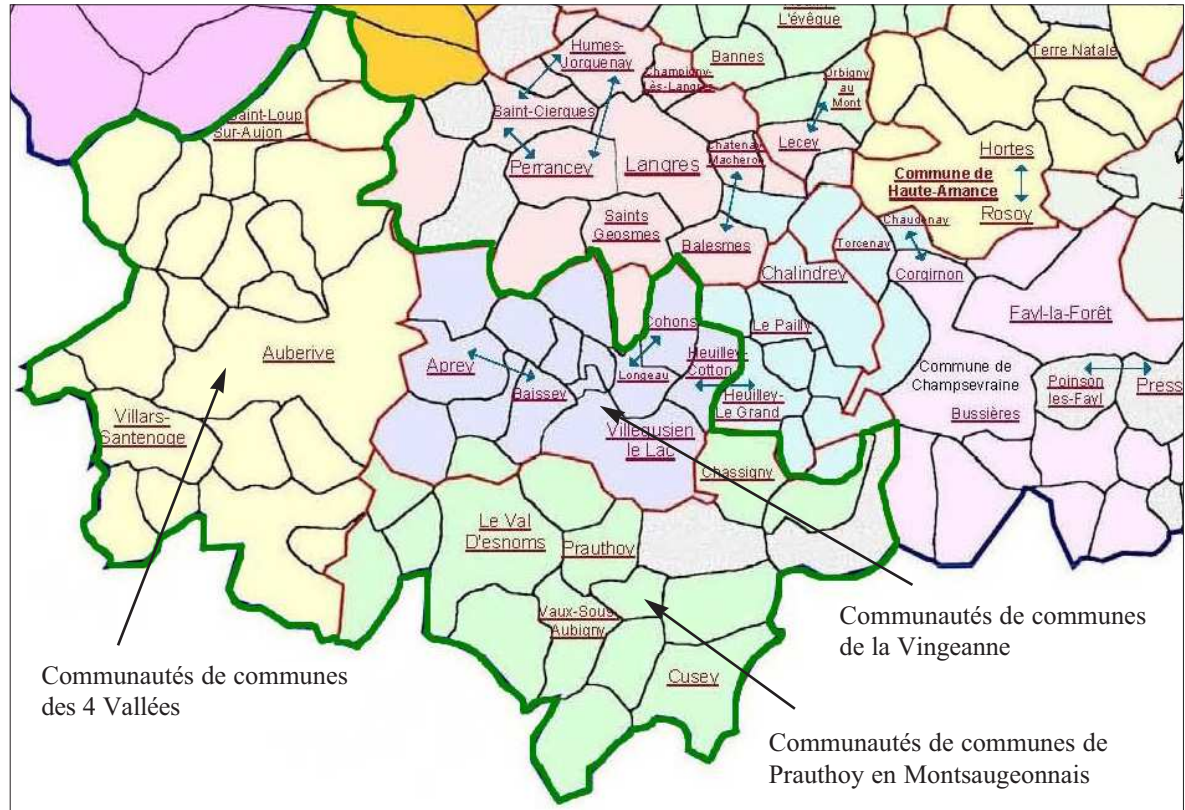 L'évêque
Humes-
Jorquenay
Bannes
Terre Natale
Champigny-
Lès-Langres
Orbigny
au
Mont
Saint-Loup
Sur-Aujon
Saint-Ciergues
Lecey
Hortes
Perrancey
Langres
Chatenay
Macheron
Commune de
Haute-Amance
Rosoy
Saints
Geosmes
Chaudenay
Balesmes
Torcenay
Chalindrey
Corgirnon
Fayl-la-Forêt
Cohons
Le Pailly
Auberive
Aprey
Heuilley-
Cotton
Longeau
Commune de
Champsevraine
Poinson
les-Fayl
Press
Baissey
Heuilley-
Le Grand
Bussières
Villars-
Santenoge
Villegusien
le Lac
Chassigny
Le Val
D'esnoms
Prauthoy
Vaux-Sous
Aubigny
Cusey
Communautés de communes
de la Vingeanne
Communautés de communes
des 4 Vallées
Communautés de communes de
Prauthoy en Montsaugeonnais